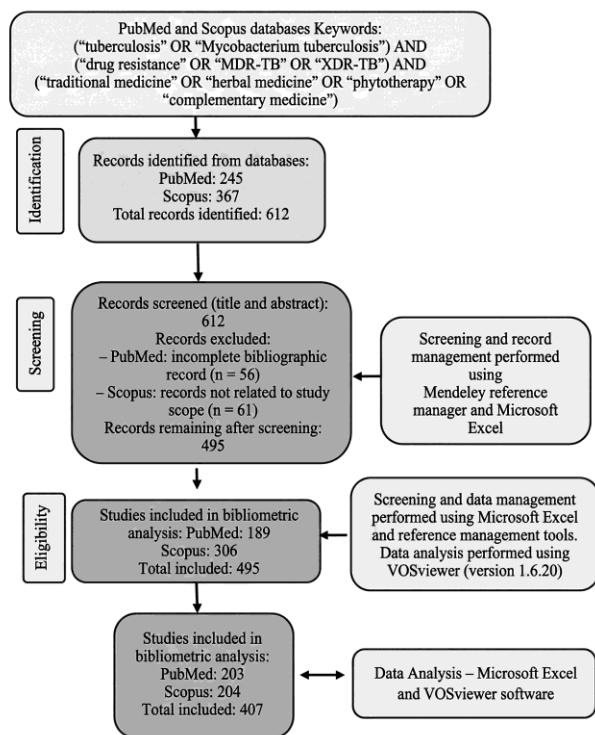 PubMed and Scopus databases Keywords:
(“tuberculosis” OR “Mycobacterium tuberculosis”) AND
(“drug resistance” OR “MDR-TB” OR “XDR-TB”) AND
(“traditional medicine” OR “herbal medicine” OR “phytotherapy” OR
“complementary medicine”)
Identification
Records identified from databases:
PubMed: 245
Scopus: 367
Total records identified: 612
Screening
Records screened (title and abstract):
612
Records excluded:
– PubMed: incomplete bibliographic
record (n = 56)
– Scopus: records not related to study
scope (n = 61)
Records remaining after screening:
495
Screening and record
management performed
using
Mendeley reference
manager and Microsoft
Excel
Eligibility
Studies included in bibliometric
analysis: PubMed: 189
Scopus: 306
Total included: 495
Screening and data management
performed using Microsoft Excel
and reference management tools.
Data analysis performed using
VOSviewer (version 1.6.20)
Studies included in
bibliometric analysis:
PubMed: 203
Scopus: 204
Total included: 407
Data Analysis – Microsoft Excel
and VOSviewer software